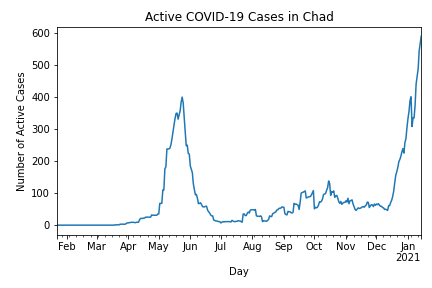 Active COVID-19 Cases in Chad
600
500
400
300
200
100
0
Number of Active Cases
Feb Mar Apr May Jun Jul Aug Sep Oct Nov Dec Jan
2021
Day